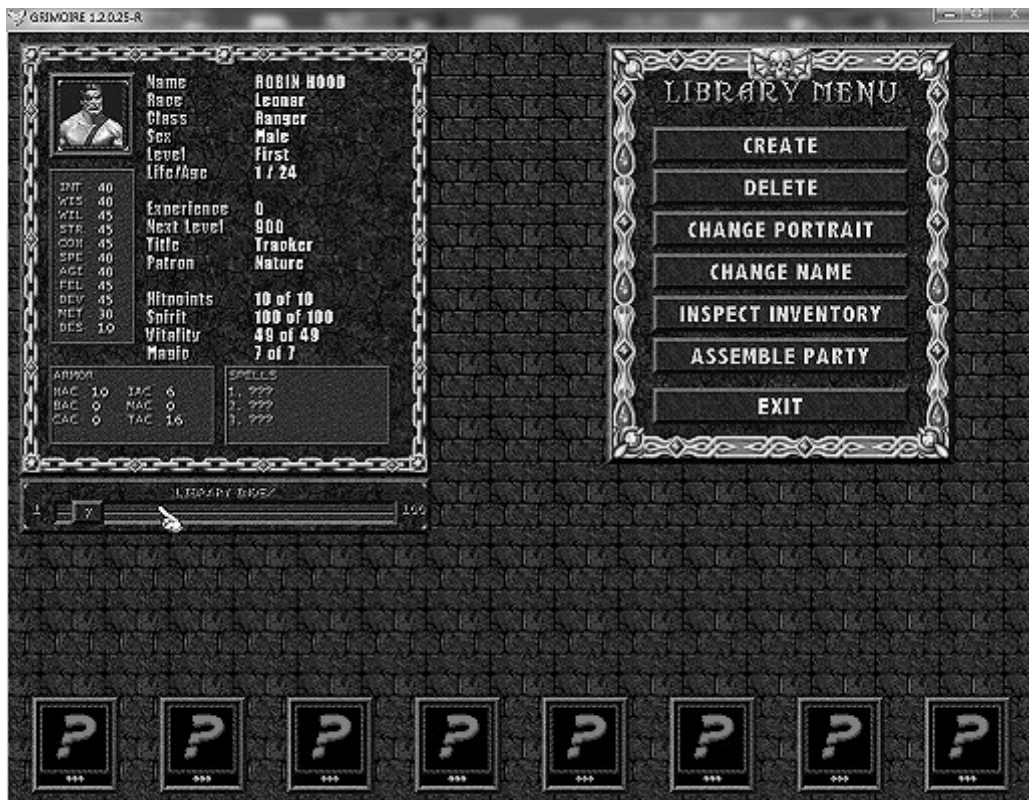 GRIMOIRE 1.2.0.25-R
Name ROBIN HOOD
Race Leonar
Class Ranger
Sex Male
Level First
Life/Age 1 / 24
Experience 0
Next Level 900
Title Tracker
Patron Nature
Hitpoints 10 of 10
Spirit 100 of 100
Vitality 49 of 49
Magic 7 of 7
INT 40
WIS 40
WIL 45
STR 45
CON 45
SPE 40
AGI 40
FEL 45
DEV 45
MET 30
DES 10
ARMOR
HAC 10 IAC 6
BAC 0 MAC 0
CAC 0 TAC 16
SPELLS
1. ???
2. ???
3. ???
LIBRARY INDEX
1 7 100
LIBRARY MENU
CREATE
DELETE
CHANGE PORTRAIT
CHANGE NAME
INSPECT INVENTORY
ASSEMBLE PARTY
EXIT
? ? ? ? ? ? ? ?